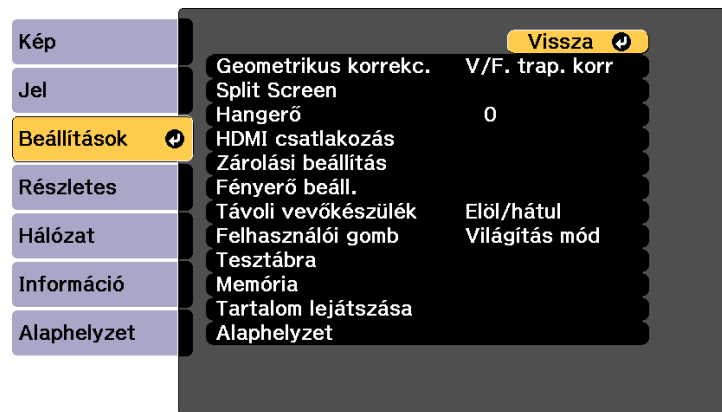 Kép
Jel
Beállítások
Részletes
Hálózat
Információ
Alaphelyzet
Vissza
Geometrikus korrekc. V/F. trap. korr
Split Screen
Hangerő 0
HDMI csatlakozás
Zárolási beállítás
Fényerő beáll.
Távoli vevőkészülék Elöl/hátul
Felhasználói gomb Világítás mód
Tesztábra
Memória
Tartalom lejátszása
Alaphelyzet